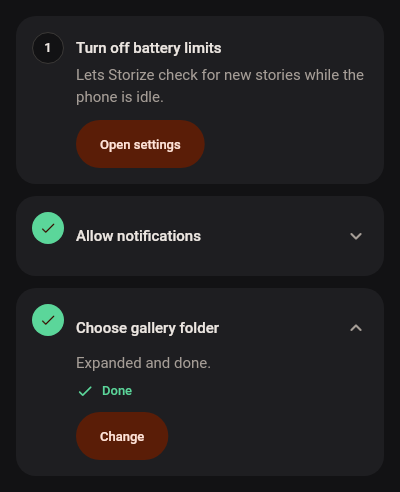 1
Turn off battery limits
Lets Storize check for new stories while the
phone is idle.
Open settings
Allow notifications
Choose gallery folder
Expanded and done.
Done
Change